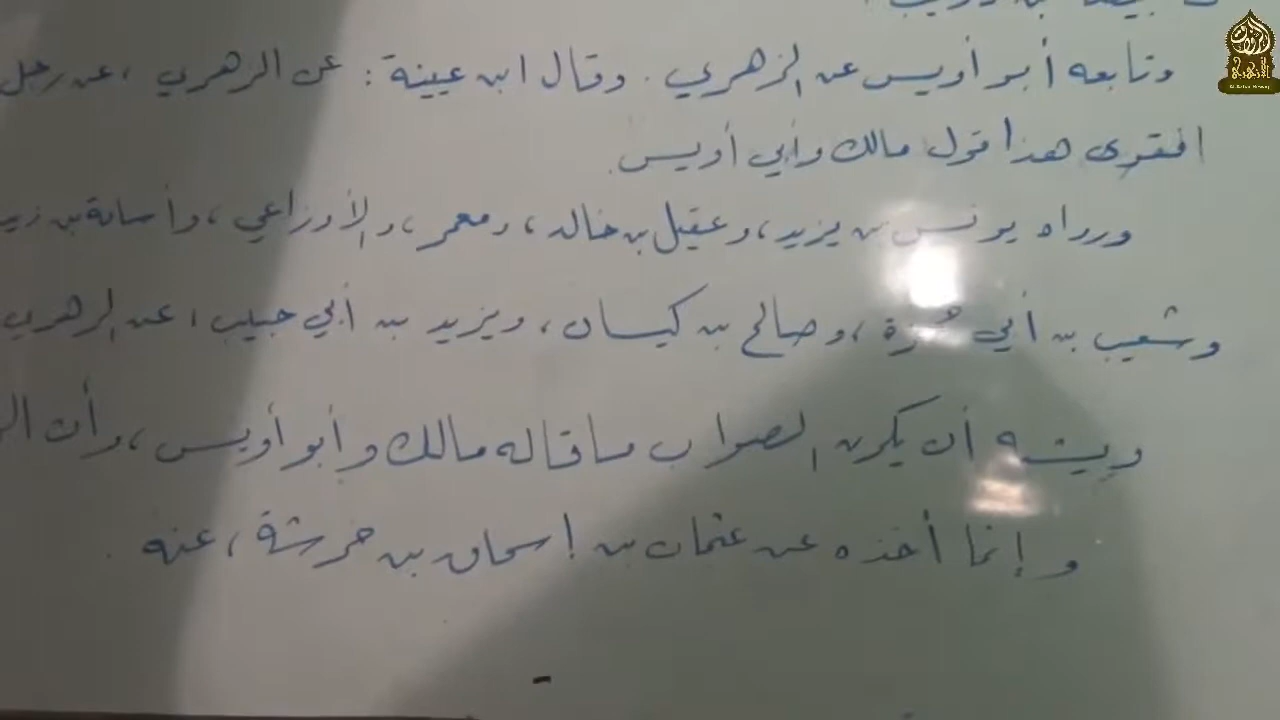 وتابعه أبو أويس عن الزهري . وقال ابن عيينة : عن الزهري ، عن رجل
فقوى هذا قول مالك وأبي أويس .
ورواه يونس بن يزيد ، وعقيل بن خالد ، ومعمر ، والأوزاعي ، وأسامة بن زيد
وشعيب بن أبي حمزة ، وصالح بن كيسان ، ويزيد بن أبي حبيب ، عن الزهري
ويشبه أن يكون الصواب ما قاله مالك وأبو أويس ، وأن
وإنما أخذه عن عثمان بن إسحاق بن خرشة ، عنه .